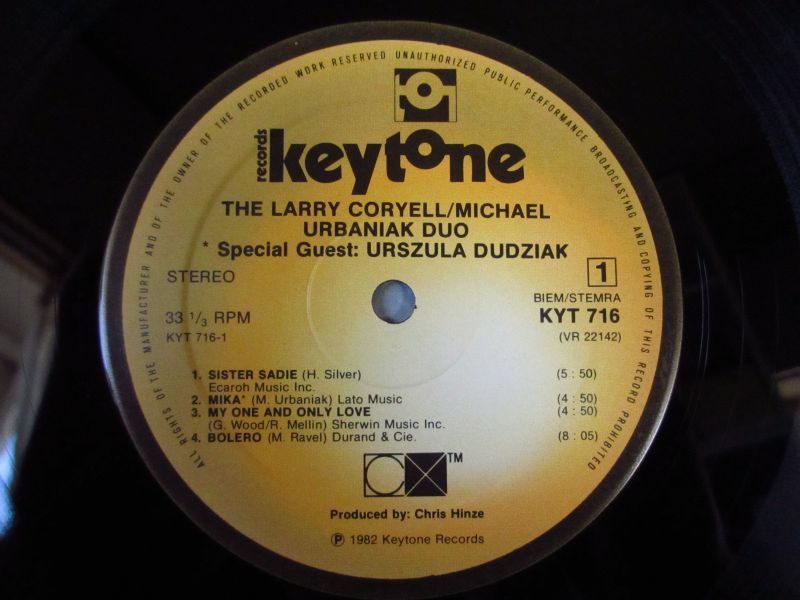 ALL RIGHTS OF THE MANUFACTURER AND OF THE OWNER OF THE RECORDED WORK RESERVED UNAUTHORIZED PUBLIC PERFORMANCE BROADCASTING AND COPYING OF THIS RECORD PROHIBITED
records
keytone
THE LARRY CORYELL/MICHAEL
URBANIAK DUO
* Special Guest: URSZULA DUDZIAK
STEREO
1
BIEM/STEMRA
33 1/3 RPM
KYT 716
KYT 716-1
(VR 22142)
1. SISTER SADIE (H. Silver) (5 : 50)
Ecaroh Music Inc.
2. MIKA* (M. Urbaniak) Lato Music (4 : 50)
3. MY ONE AND ONLY LOVE (4 : 50)
(G. Wood/R. Mellin) Sherwin Music Inc.
4. BOLERO (M. Ravel) Durand & Cie. (8 : 05)
TM
Produced by: Chris Hinze
℗ 1982 Keytone Records